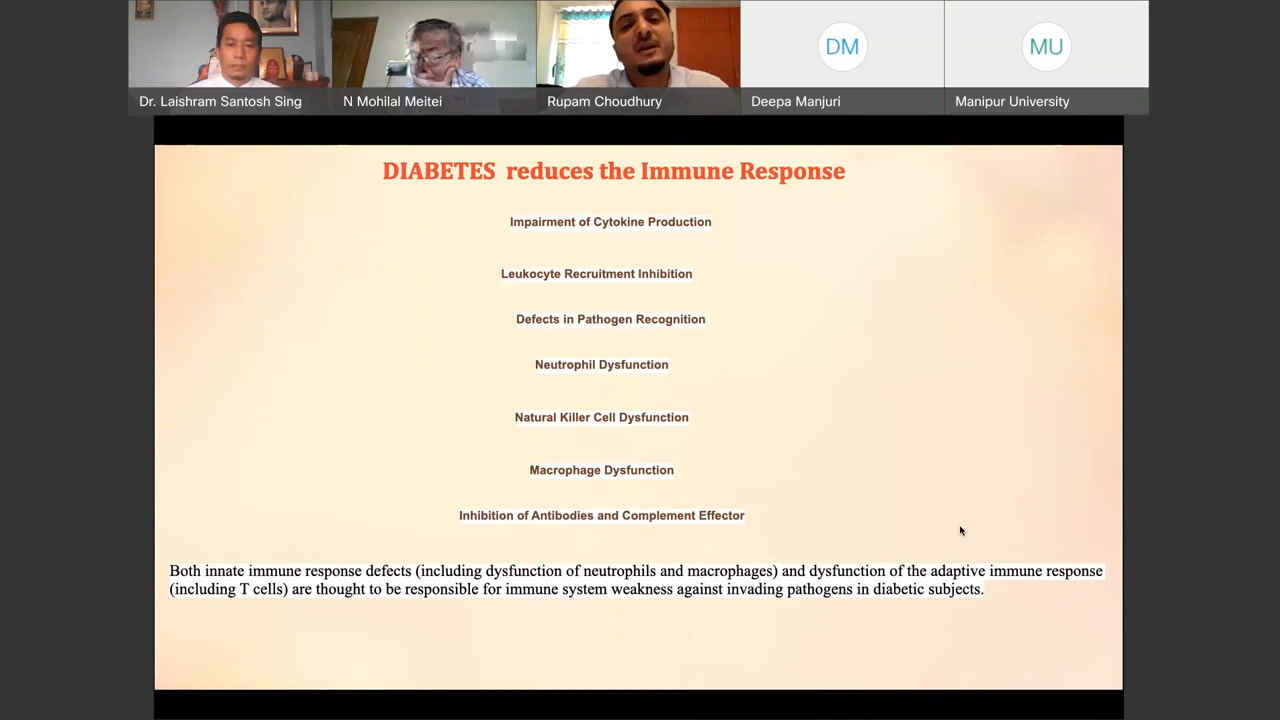 DM
MU
Dr. Laishram Santosh Sing
N Mohilal Meitei
Rupam Choudhury
Deepa Manjuri
Manipur University
DIABETES reduces the Immune Response
Impairment of Cytokine Production
Leukocyte Recruitment Inhibition
Defects in Pathogen Recognition
Neutrophil Dysfunction
Natural Killer Cell Dysfunction
Macrophage Dysfunction
Inhibition of Antibodies and Complement Effector
Both innate immune response defects (including dysfunction of neutrophils and macrophages) and dysfunction of the adaptive immune response
(including T cells) are thought to be responsible for immune system weakness against invading pathogens in diabetic subjects.